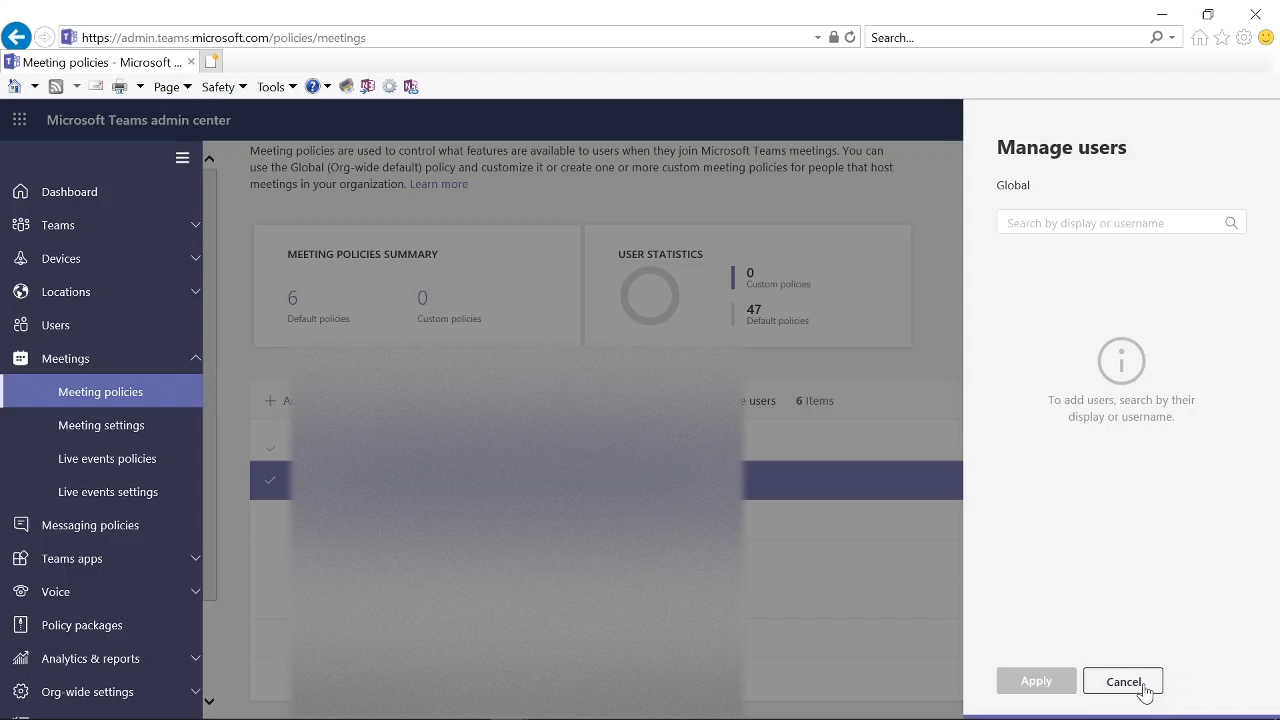 https://admin.teams.microsoft.com/policies/meetings
Search...
Meeting policies - Microsoft ...
Page
Safety
Tools
Microsoft Teams admin center
Dashboard
Teams
Devices
Locations
Users
Meetings
Meeting policies
Meeting settings
Live events policies
Live events settings
Messaging policies
Teams apps
Voice
Policy packages
Analytics & reports
Org-wide settings
Meeting policies are used to control what features are available to users when they join Microsoft Teams meetings. You can
use the Global (Org-wide default) policy and customize it or create one or more custom meeting policies for people that host
meetings in your organization. Learn more
MEETING POLICIES SUMMARY
6
Default policies
0
Custom policies
USER STATISTICS
0
Custom policies
47
Default policies
users
6 items
Manage users
Global
Search by display or username
To add users, search by their
display or username.
Apply
Cancel